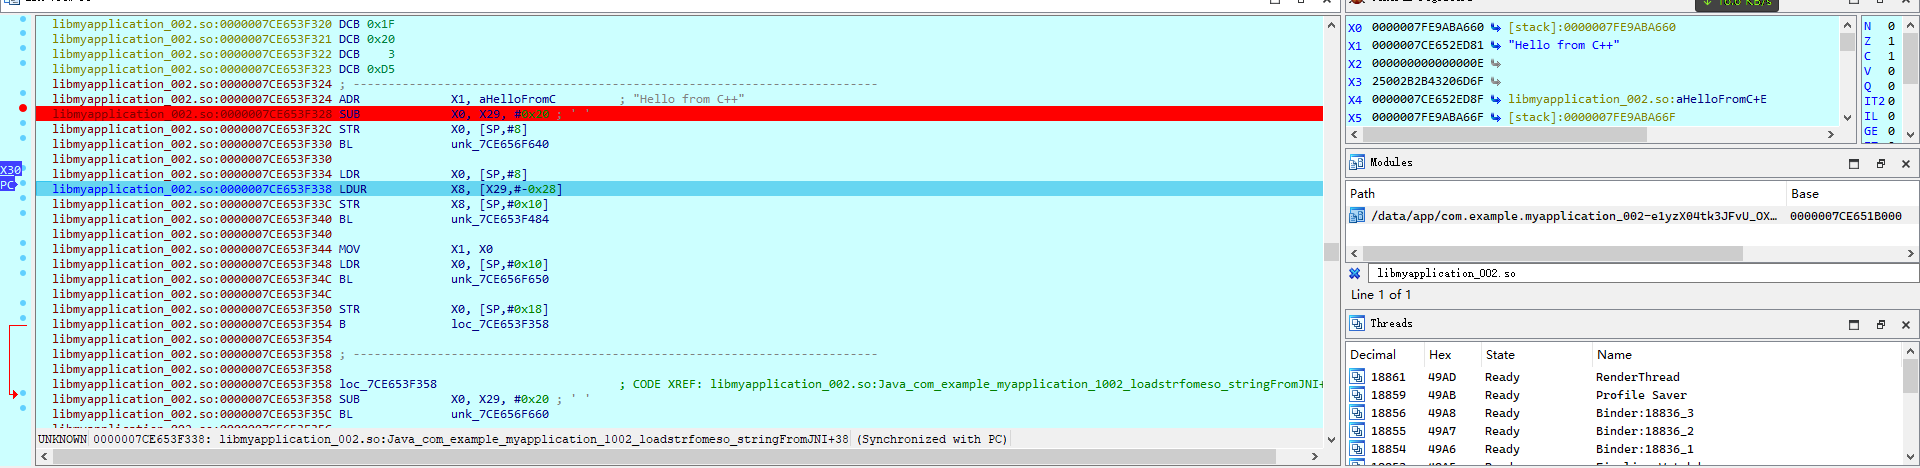 libmyapplication_002.so:0000007CE653F320 DCB 0x1F
libmyapplication_002.so:0000007CE653F321 DCB 0x20
libmyapplication_002.so:0000007CE653F322 DCB    3
libmyapplication_002.so:0000007CE653F323 DCB 0xD5
libmyapplication_002.so:0000007CE653F324 ; ---------------------------------------------------------------------------
libmyapplication_002.so:0000007CE653F324 ADR             X1, aHelloFromC         ; "Hello from C++"
libmyapplication_002.so:0000007CE653F328 SUB             X0, X29, #0x20 ; ' '
libmyapplication_002.so:0000007CE653F32C STR             X0, [SP,#8]
libmyapplication_002.so:0000007CE653F330 BL              unk_7CE656F640
libmyapplication_002.so:0000007CE653F330
X30
libmyapplication_002.so:0000007CE653F334 LDR             X0, [SP,#8]
PC
libmyapplication_002.so:0000007CE653F338 LDUR            X8, [X29,#-0x28]
libmyapplication_002.so:0000007CE653F33C STR             X8, [SP,#0x10]
libmyapplication_002.so:0000007CE653F340 BL              unk_7CE653F484
libmyapplication_002.so:0000007CE653F340
libmyapplication_002.so:0000007CE653F344 MOV             X1, X0
libmyapplication_002.so:0000007CE653F348 LDR             X0, [SP,#0x10]
libmyapplication_002.so:0000007CE653F34C BL              unk_7CE656F650
libmyapplication_002.so:0000007CE653F34C
libmyapplication_002.so:0000007CE653F350 STR             X0, [SP,#0x18]
libmyapplication_002.so:0000007CE653F354 B               loc_7CE653F358
libmyapplication_002.so:0000007CE653F354
libmyapplication_002.so:0000007CE653F358 ; ---------------------------------------------------------------------------
libmyapplication_002.so:0000007CE653F358
libmyapplication_002.so:0000007CE653F358 loc_7CE653F358                          ; CODE XREF: libmyapplication_002.so:Java_com_example_myapplication_1002_loadstrfomeso_stringFromJNI+
libmyapplication_002.so:0000007CE653F358 SUB             X0, X29, #0x20 ; ' '
libmyapplication_002.so:0000007CE653F35C BL              unk_7CE656F660
UNKNOWN 0000007CE653F338: libmyapplication_002.so:Java_com_example_myapplication_1002_loadstrfomeso_stringFromJNI+38 (Synchronized with PC)
↓ 10.0 KB/s
X0 0000007FE9ABA660 [stack]:0000007FE9ABA660
X1 0000007CE652ED81 "Hello from C++"
X2 000000000000000E
X3 25002B2B43206D6F
X4 0000007CE652ED8F libmyapplication_002.so:aHelloFromC+E
X5 0000007FE9ABA66F [stack]:0000007FE9ABA66F
N 0
Z 1
C 1
V 0
Q 0
IT2 0
IL 0
GE 0
Modules
Path Base
/data/app/com.example.myapplication_002-e1yzX04tk3JFvU_OX… 0000007CE651B000
libmyapplication_002.so
Line 1 of 1
Threads
Decimal Hex State Name
18861 49AD Ready RenderThread
18859 49AB Ready Profile Saver
18856 49A8 Ready Binder:18836_3
18855 49A7 Ready Binder:18836_2
18854 49A6 Ready Binder:18836_1